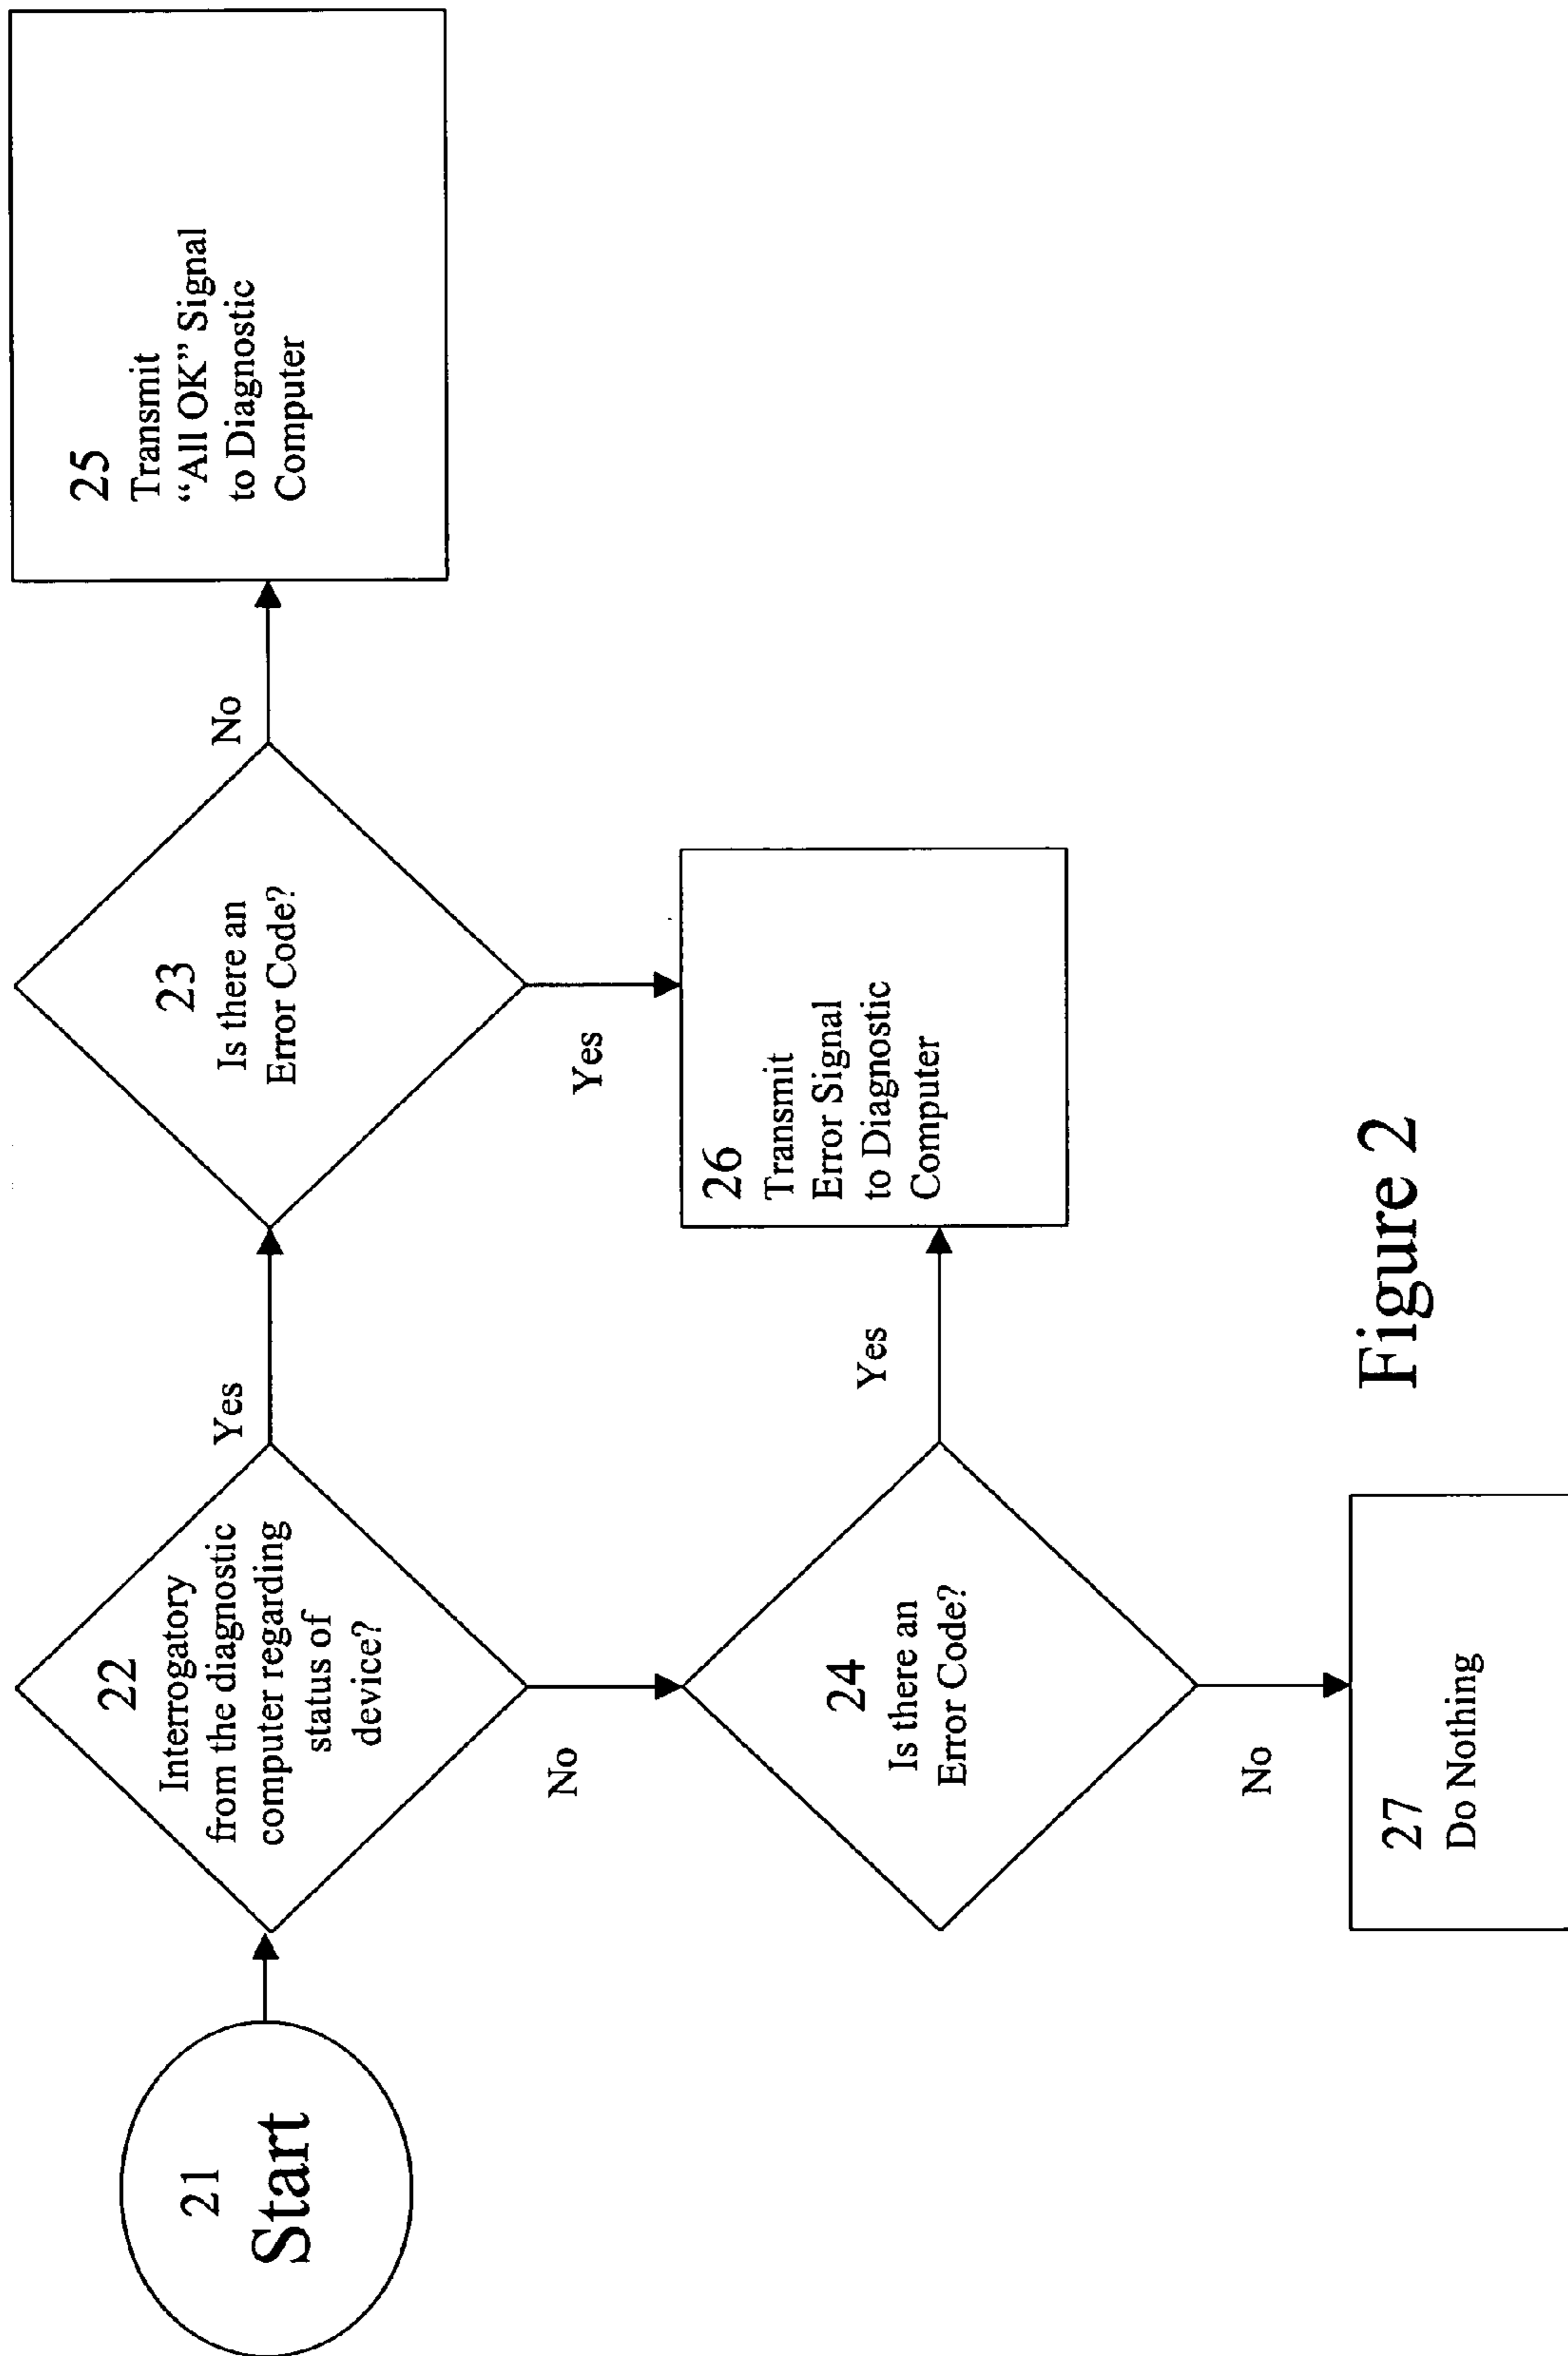 21
Start
22
Interrogatory
from the diagnostic
computer regarding
status of
device?
Yes
No
23
Is there an
Error Code?
No
Yes
25
Transmit
“All OK” Signal
to Diagnostic
Computer
24
Is there an
Error Code?
Yes
No
26
Transmit
Error Signal
to Diagnostic
Computer
27
Do Nothing
Figure 2